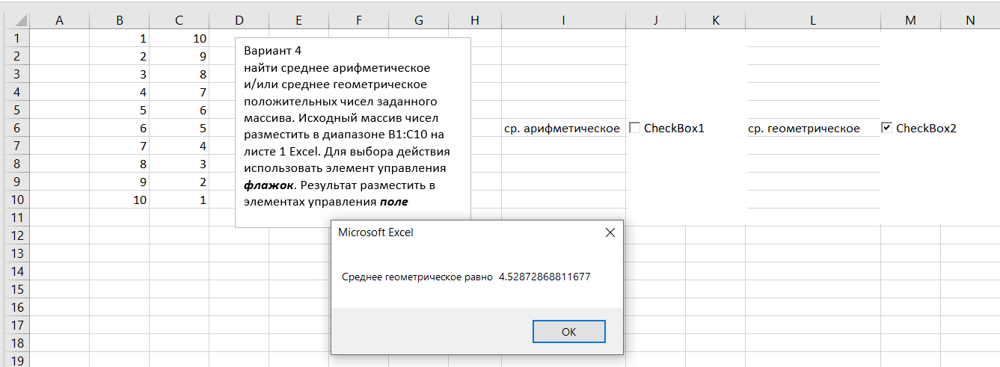 A B C D E F G H I J K L M N
1 1 10
2 2 9
3 3 8
4 4 7
5 5 6
6 6 5 ср. арифметическое CheckBox1 ср. геометрическое CheckBox2
7 7 4
8 8 3
9 9 2
10 10 1
11
12
13
14
15
16
17
18
19
Вариант 4
найти среднее арифметическое
и/или среднее геометрическое
положительных чисел заданного
массива. Исходный массив чисел
разместить в диапазоне B1:C10 на
листе 1 Excel. Для выбора действия
использовать элемент управления
флажок. Результат разместить в
элементах управления поле
Microsoft Excel
Среднее геометрическое равно 4.52872868811677
OK